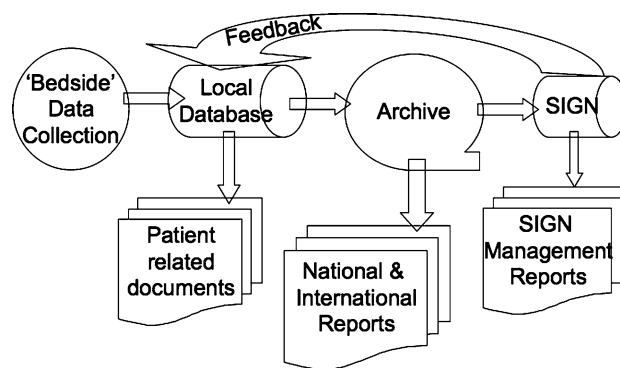 Feedback
'Bedside'
Data
Collection
Local
Database
Archive
SIGN
Patient
related
documents
National &
International
Reports
SIGN
Management
Reports